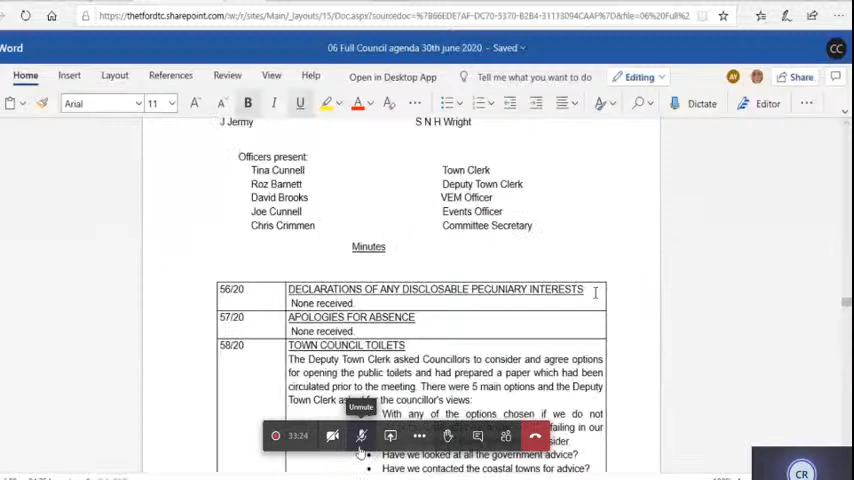 https://thetfordtc.sharepoint.com/:w:/r/sites/Main/_layouts/15/Doc.aspx?sourcedoc=%7B66EDE7AF-DC70-5370-B2B4-31113D94CAAF%7D&file=06%20Full%2
Word
06 Full Council agenda 30th june 2020 - Saved
CC
Home Insert Layout References Review View Help Open in Desktop App Tell me what you want to do Editing AY Share
Arial 11 A A B I U A A Dictate Editor
J Jermy S N H Wright
Officers present:
Tina Cunnell Town Clerk
Roz Barnett Deputy Town Clerk
David Brooks VEM Officer
Joe Cunnell Events Officer
Chris Crimmen Committee Secretary
Minutes
56/20 DECLARATIONS OF ANY DISCLOSABLE PECUNIARY INTERESTS
None received.
57/20 APOLOGIES FOR ABSENCE
None received.
58/20 TOWN COUNCIL TOILETS
The Deputy Town Clerk asked Councillors to consider and agree options
for opening the public toilets and had prepared a paper which had been
circulated prior to the meeting. There were 5 main options and the Deputy
Town Clerk as the councillor's views:
Unmute
With any of the options chosen if we do not
failing in our
33:24
sider
• Have we looked at all the government advice?
• Have we contacted the coastal towns for advice?
CR